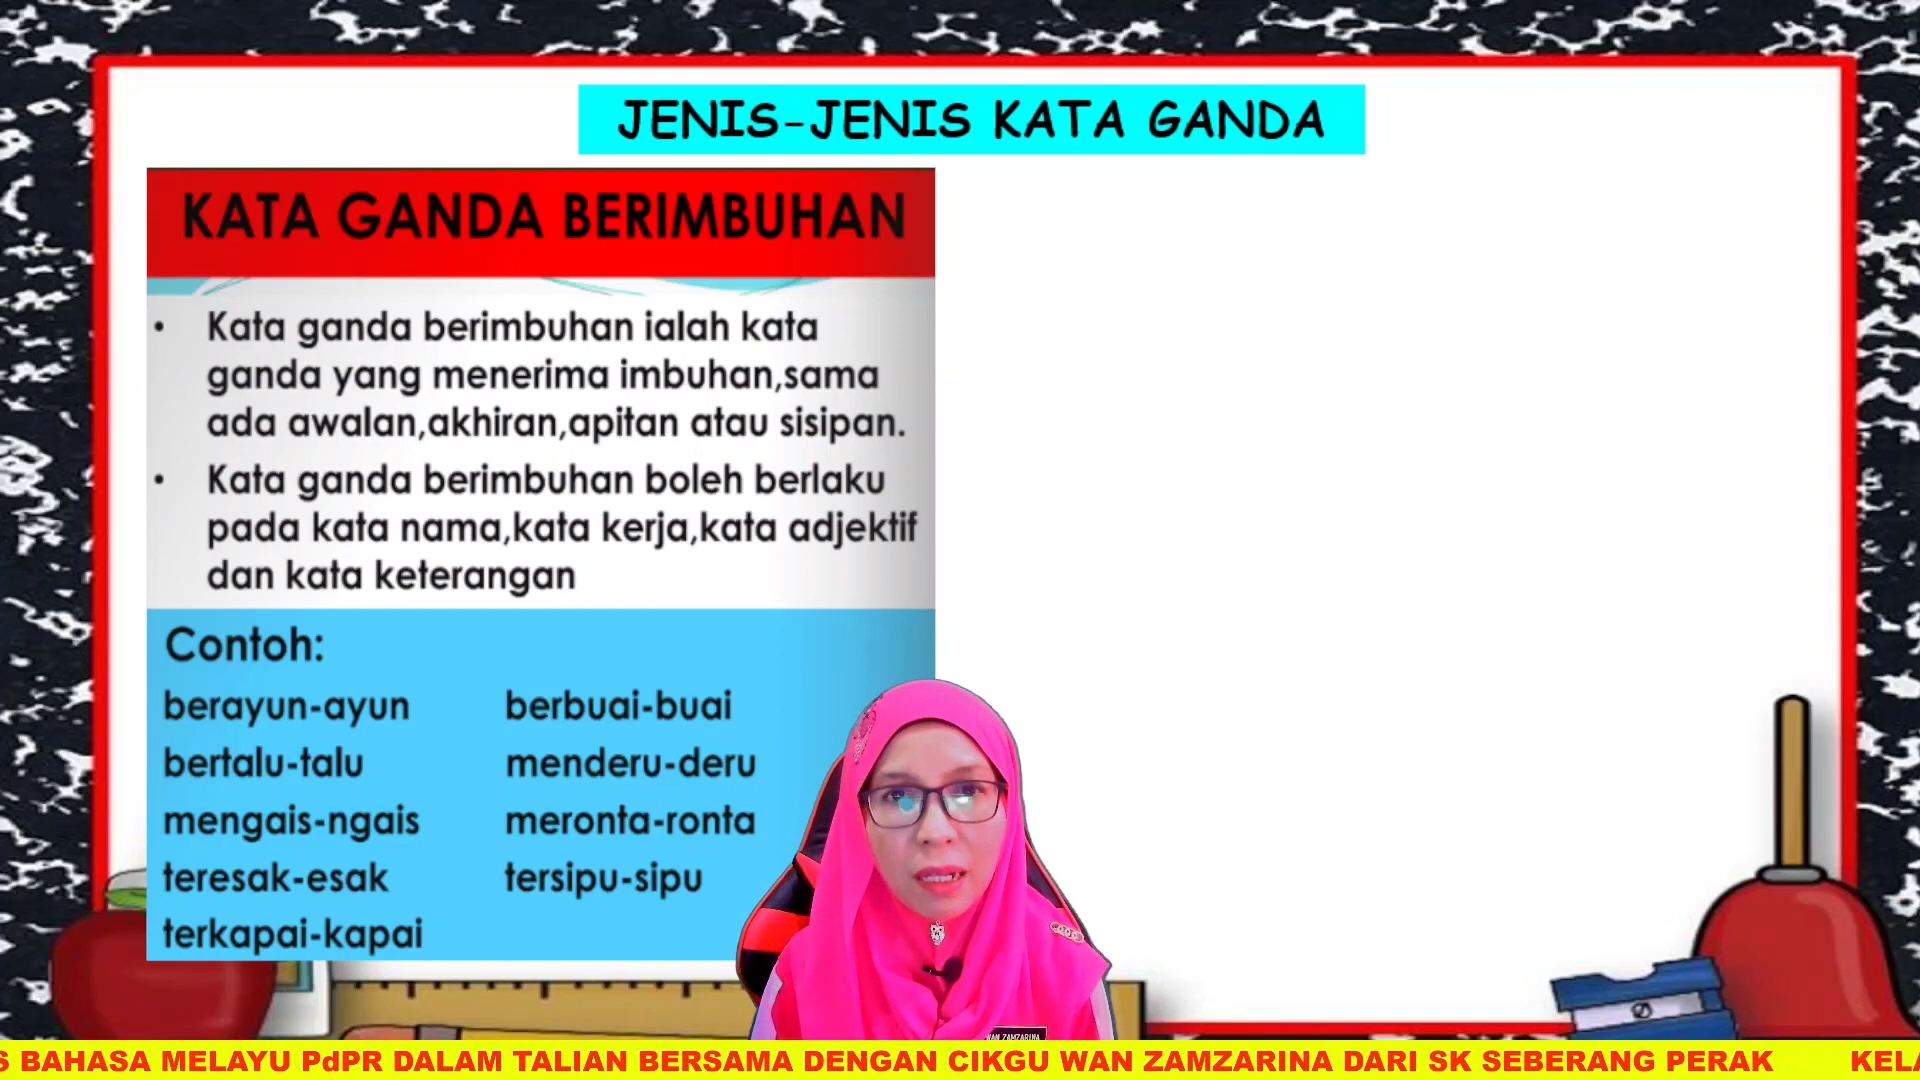 JENIS-JENIS KATA GANDA
KATA GANDA BERIMBUHAN
• Kata ganda berimbuhan ialah kata
ganda yang menerima imbuhan,sama
ada awalan,akhiran,apitan atau sisipan.
• Kata ganda berimbuhan boleh berlaku
pada kata nama,kata kerja,kata adjektif
dan kata keterangan
Contoh:
berayun-ayun berbuai-buai
bertalu-talu menderu-deru
mengais-ngais meronta-ronta
teresak-esak tersipu-sipu
terkapai-kapai
WAN ZAMZARINA
S BAHASA MELAYU PdPR DALAM TALIAN BERSAMA DENGAN CIKGU WAN ZAMZARINA DARI SK SEBERANG PERAK KELA